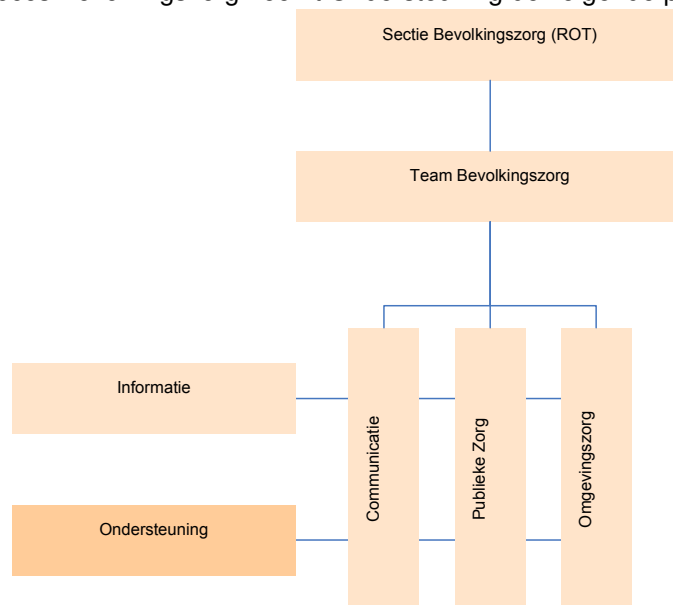 Sectie Bevolkingszorg (ROT)
Team Bevolkingszorg
Informatie
Communicatie
Publieke Zorg
Omgevingszorg
Ondersteuning